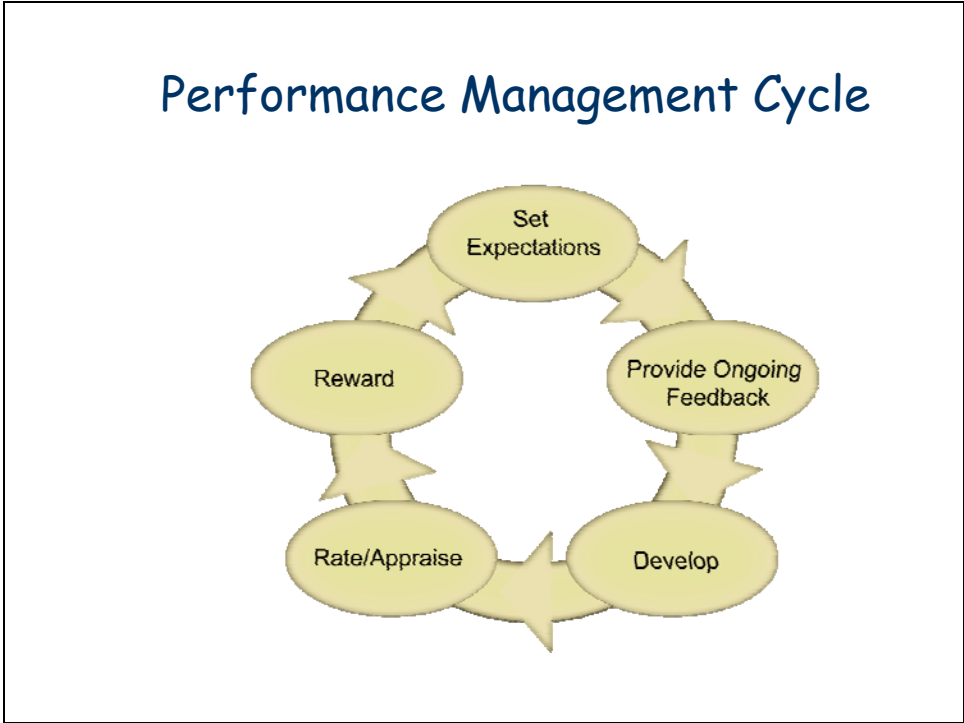 Performance Management Cycle
Set
Expectations
Provide Ongoing
Feedback
Develop
Rate/Appraise
Reward